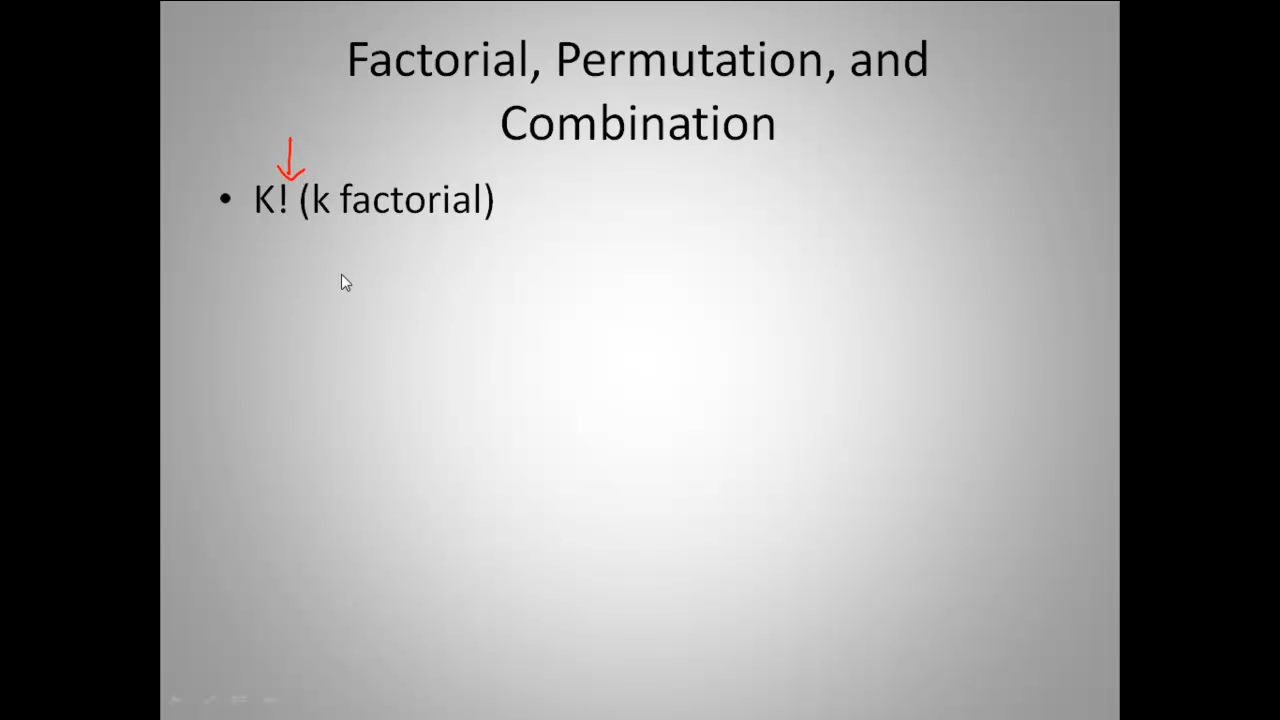 Factorial, Permutation, and
Combination
• K! (k factorial)